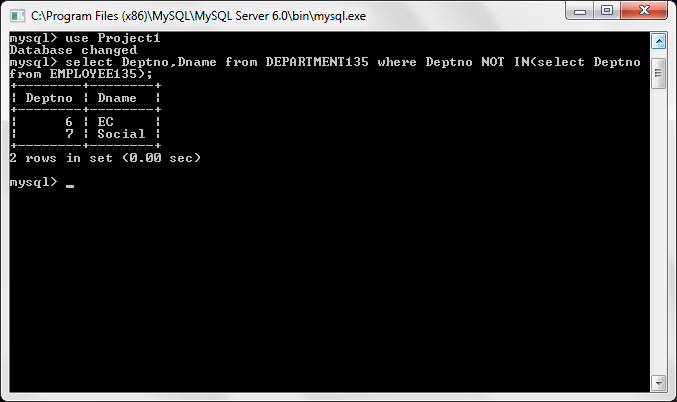 C:\Program Files (x86)\MySQL\MySQL Server 6.0\bin\mysql.exe
mysql> use Project1
Database changed
mysql> select Deptno,Dname from DEPARTMENT135 where Deptno NOT IN(select Deptno
from EMPLOYEE135);
+--------+--------+
| Deptno | Dname  |
+--------+--------+
|      6 | EC     |
|      7 | Social |
+--------+--------+
2 rows in set (0.00 sec)
mysql> _